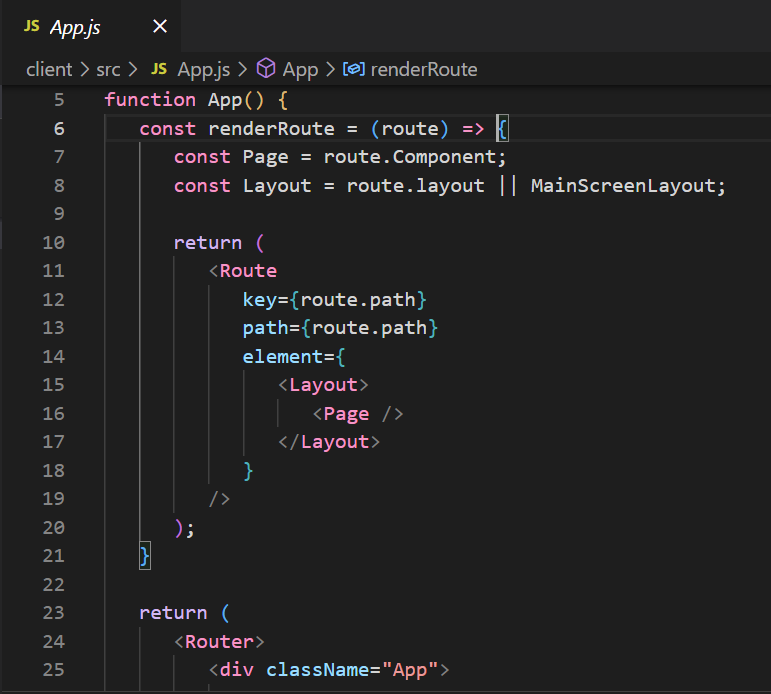 JS App.js ×
client > src > JS App.js > App > renderRoute
5 function App() {
6    const renderRoute = (route) => {
7       const Page = route.Component;
8       const Layout = route.layout || MainScreenLayout;
9
10       return (
11          <Route
12             key={route.path}
13             path={route.path}
14             element={
15                <Layout>
16                   <Page />
17                </Layout>
18             }
19          />
20       );
21    }
22
23    return (
24       <Router>
25          <div className="App">